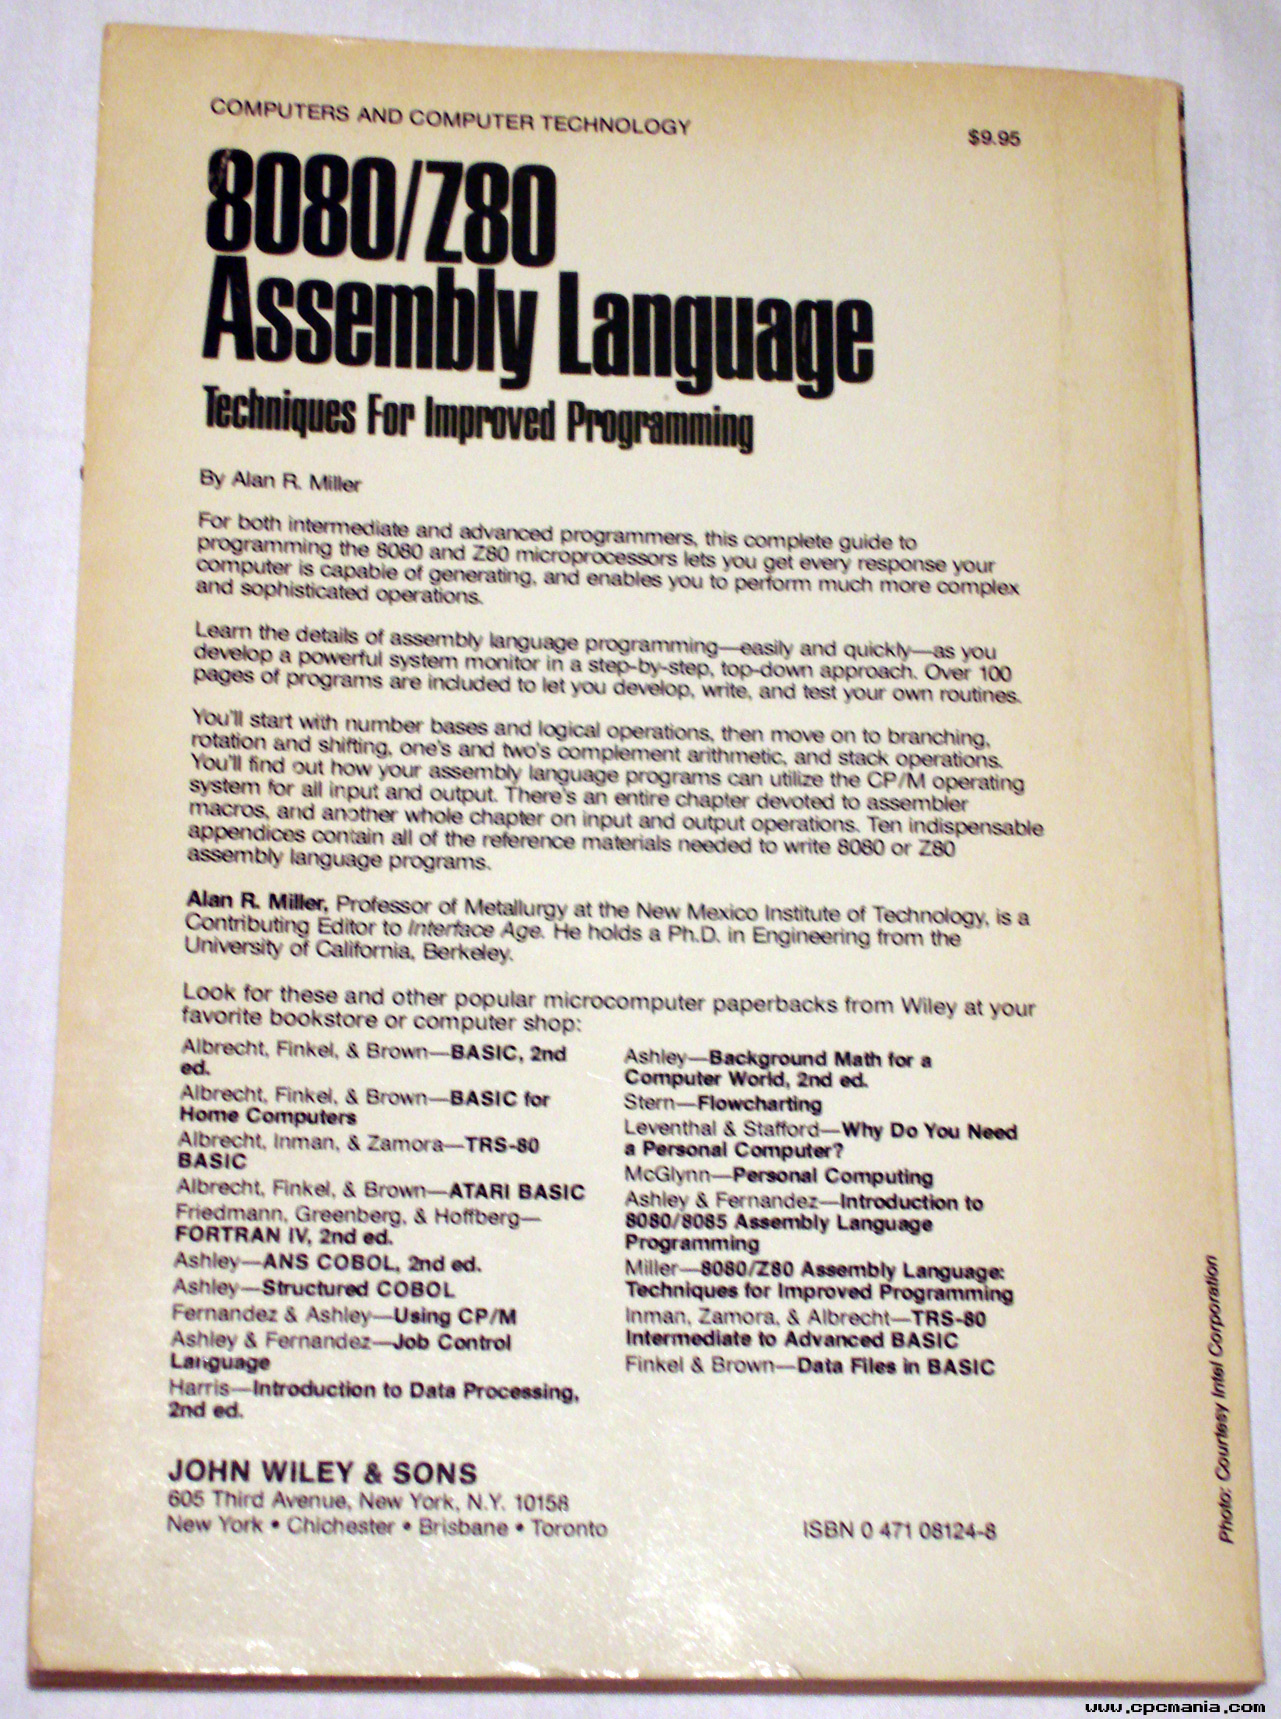 COMPUTERS AND COMPUTER TECHNOLOGY
$9.95
8080/Z80
Assembly Language
Techniques For Improved Programming
By Alan R. Miller
For both intermediate and advanced programmers, this complete guide to
programming the 8080 and Z80 microprocessors lets you get every response your
computer is capable of generating, and enables you to perform much more complex
and sophisticated operations.
Learn the details of assembly language programming—easily and quickly—as you
develop a powerful system monitor in a step-by-step, top-down approach. Over 100
pages of programs are included to let you develop, write, and test your own routines.
You'll start with number bases and logical operations, then move on to branching,
rotation and shifting, one's and two's complement arithmetic, and stack operations.
You'll find out how your assembly language programs can utilize the CP/M operating
system for all input and output. There's an entire chapter devoted to assembler
macros, and another whole chapter on input and output operations. Ten indispensable
appendices contain all of the reference materials needed to write 8080 or Z80
assembly language programs.
Alan R. Miller, Professor of Metallurgy at the New Mexico Institute of Technology, is a
Contributing Editor to Interface Age. He holds a Ph.D. in Engineering from the
University of California, Berkeley.
Look for these and other popular microcomputer paperbacks from Wiley at your
favorite bookstore or computer shop:
Albrecht, Finkel, & Brown—BASIC, 2nd
ed.
Albrecht, Finkel, & Brown—BASIC for
Home Computers
Albrecht, Inman, & Zamora—TRS-80
BASIC
Albrecht, Finkel, & Brown—ATARI BASIC
Friedmann, Greenberg, & Hoffberg—
FORTRAN IV, 2nd ed.
Ashley—ANS COBOL, 2nd ed.
Ashley—Structured COBOL
Fernandez & Ashley—Using CP/M
Ashley & Fernandez—Job Control
Language
Harris—Introduction to Data Processing,
2nd ed.
Ashley—Background Math for a
Computer World, 2nd ed.
Stern—Flowcharting
Leventhal & Stafford—Why Do You Need
a Personal Computer?
McGlynn—Personal Computing
Ashley & Fernandez—Introduction to
8080/8085 Assembly Language
Programming
Miller—8080/Z80 Assembly Language:
Techniques for Improved Programming
Inman, Zamora, & Albrecht—TRS-80
Intermediate to Advanced BASIC
Finkel & Brown—Data Files in BASIC
JOHN WILEY & SONS
605 Third Avenue, New York, N.Y. 10158
New York • Chichester • Brisbane • Toronto
ISBN 0 471 08124-8
Photo: Courtesy Intel Corporation
www.cpcmania.com